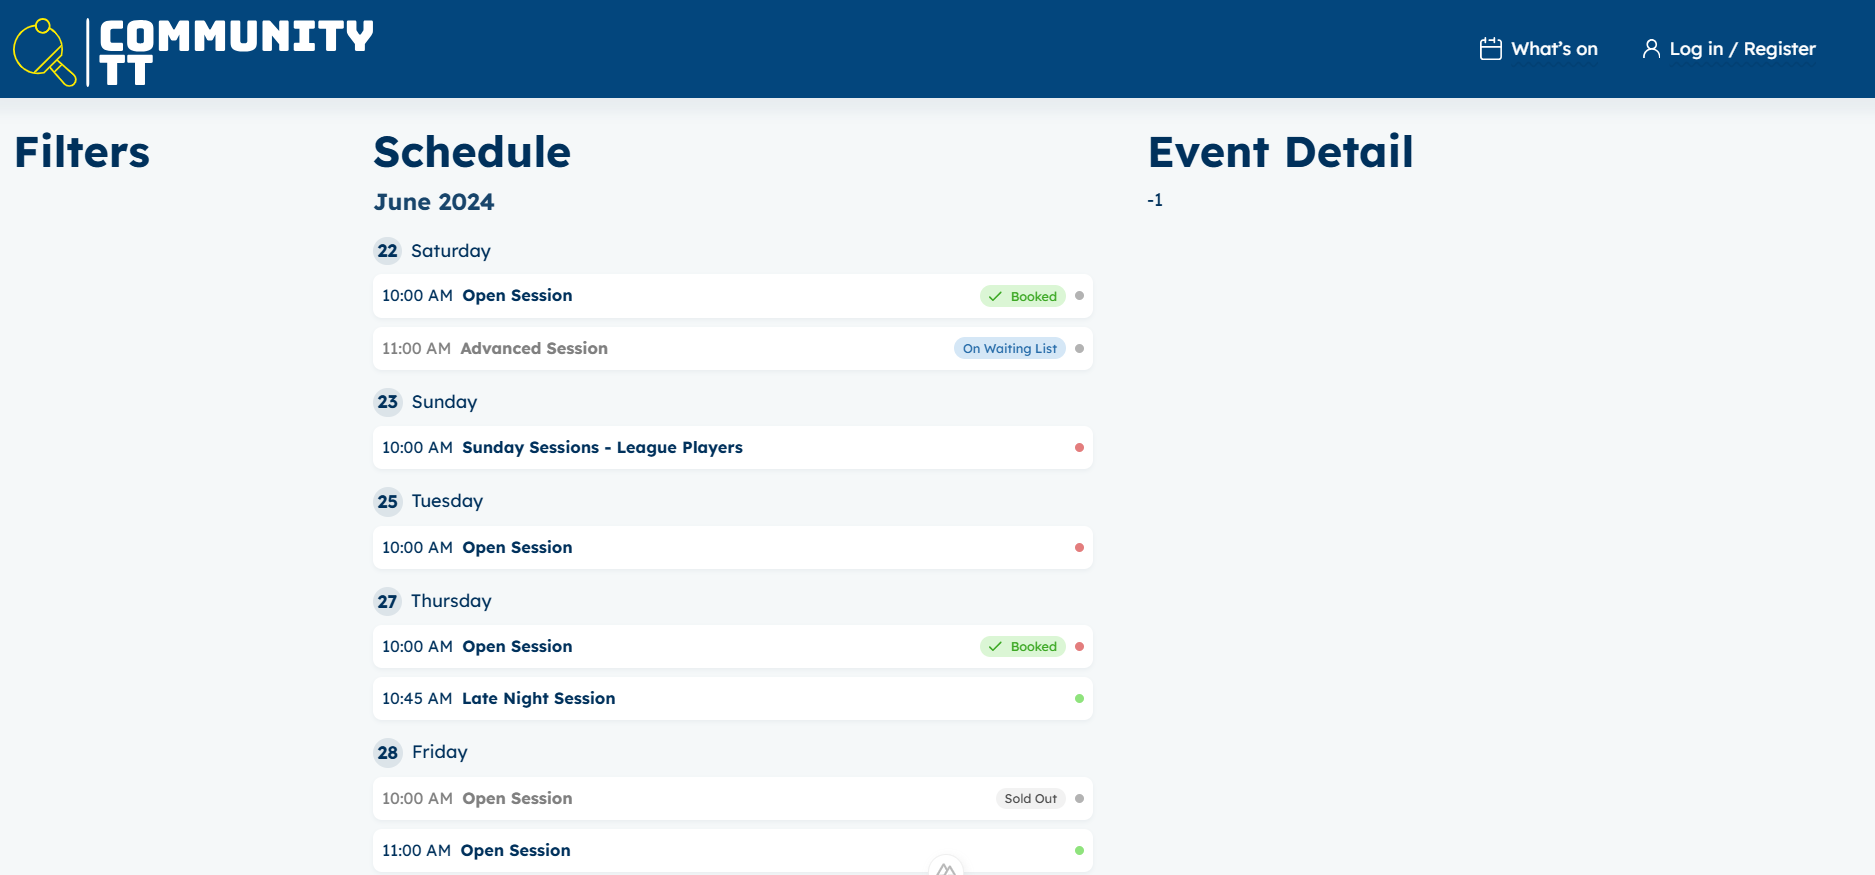 COMMUNITY
TT
What's on
Log in / Register
Filters
Schedule
June 2024
22 Saturday
10:00 AM Open Session Booked
11:00 AM Advanced Session On Waiting List
23 Sunday
10:00 AM Sunday Sessions - League Players
25 Tuesday
10:00 AM Open Session
27 Thursday
10:00 AM Open Session Booked
10:45 AM Late Night Session
28 Friday
10:00 AM Open Session Sold Out
11:00 AM Open Session
Event Detail
-1